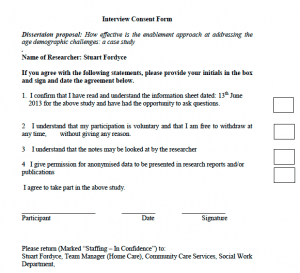 Interview Consent Form
Dissertation proposal: How effective is the enablement approach at addressing the
age demographic challenges: a case study
.
Name of Researcher: Stuart Fordyce
If you agree with the following statements, please provide your initials in the box
and sign and date the agreement below.
1. I confirm that I have read and understand the information sheet dated: 13th June
2013 for the above study and have had the opportunity to ask questions.
2 I understand that my participation is voluntary and that I am free to withdraw at
any time, without giving any reason.
3 I understand that the notes may be looked at by the researcher
4 I give permission for anonymised data to be presented in research reports and/or
publications
I agree to take part in the above study.
Participant Date Signature
Please return (Marked “Staffing – In Confidence”) to:
Stuart Fordyce, Team Manager (Home Care), Community Care Services, Social Work
Department,